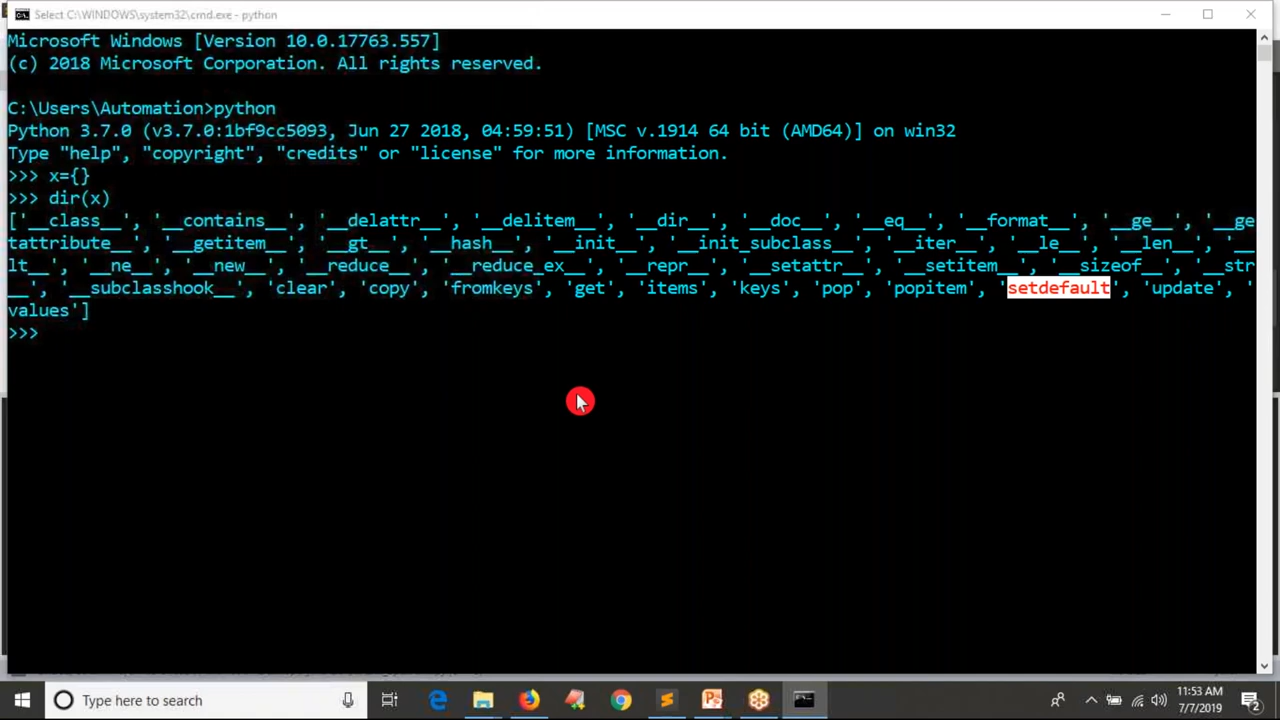 Select C:\WINDOWS\system32\cmd.exe - python
Microsoft Windows [Version 10.0.17763.557]
(c) 2018 Microsoft Corporation. All rights reserved.
C:\Users\Automation>python
Python 3.7.0 (v3.7.0:1bf9cc5093, Jun 27 2018, 04:59:51) [MSC v.1914 64 bit (AMD64)] on win32
Type "help", "copyright", "credits" or "license" for more information.
>>> x={}
>>> dir(x)
['__class__', '__contains__', '__delattr__', '__delitem__', '__dir__', '__doc__', '__eq__', '__format__', '__ge__', '__ge
tattribute__', '__getitem__', '__gt__', '__hash__', '__init__', '__init_subclass__', '__iter__', '__le__', '__len__', '__
lt__', '__ne__', '__new__', '__reduce__', '__reduce_ex__', '__repr__', '__setattr__', '__setitem__', '__sizeof__', '__str
__', '__subclasshook__', 'clear', 'copy', 'fromkeys', 'get', 'items', 'keys', 'pop', 'popitem', 'setdefault', 'update', '
values']
>>>
Type here to search
11:53 AM
7/7/2019
2